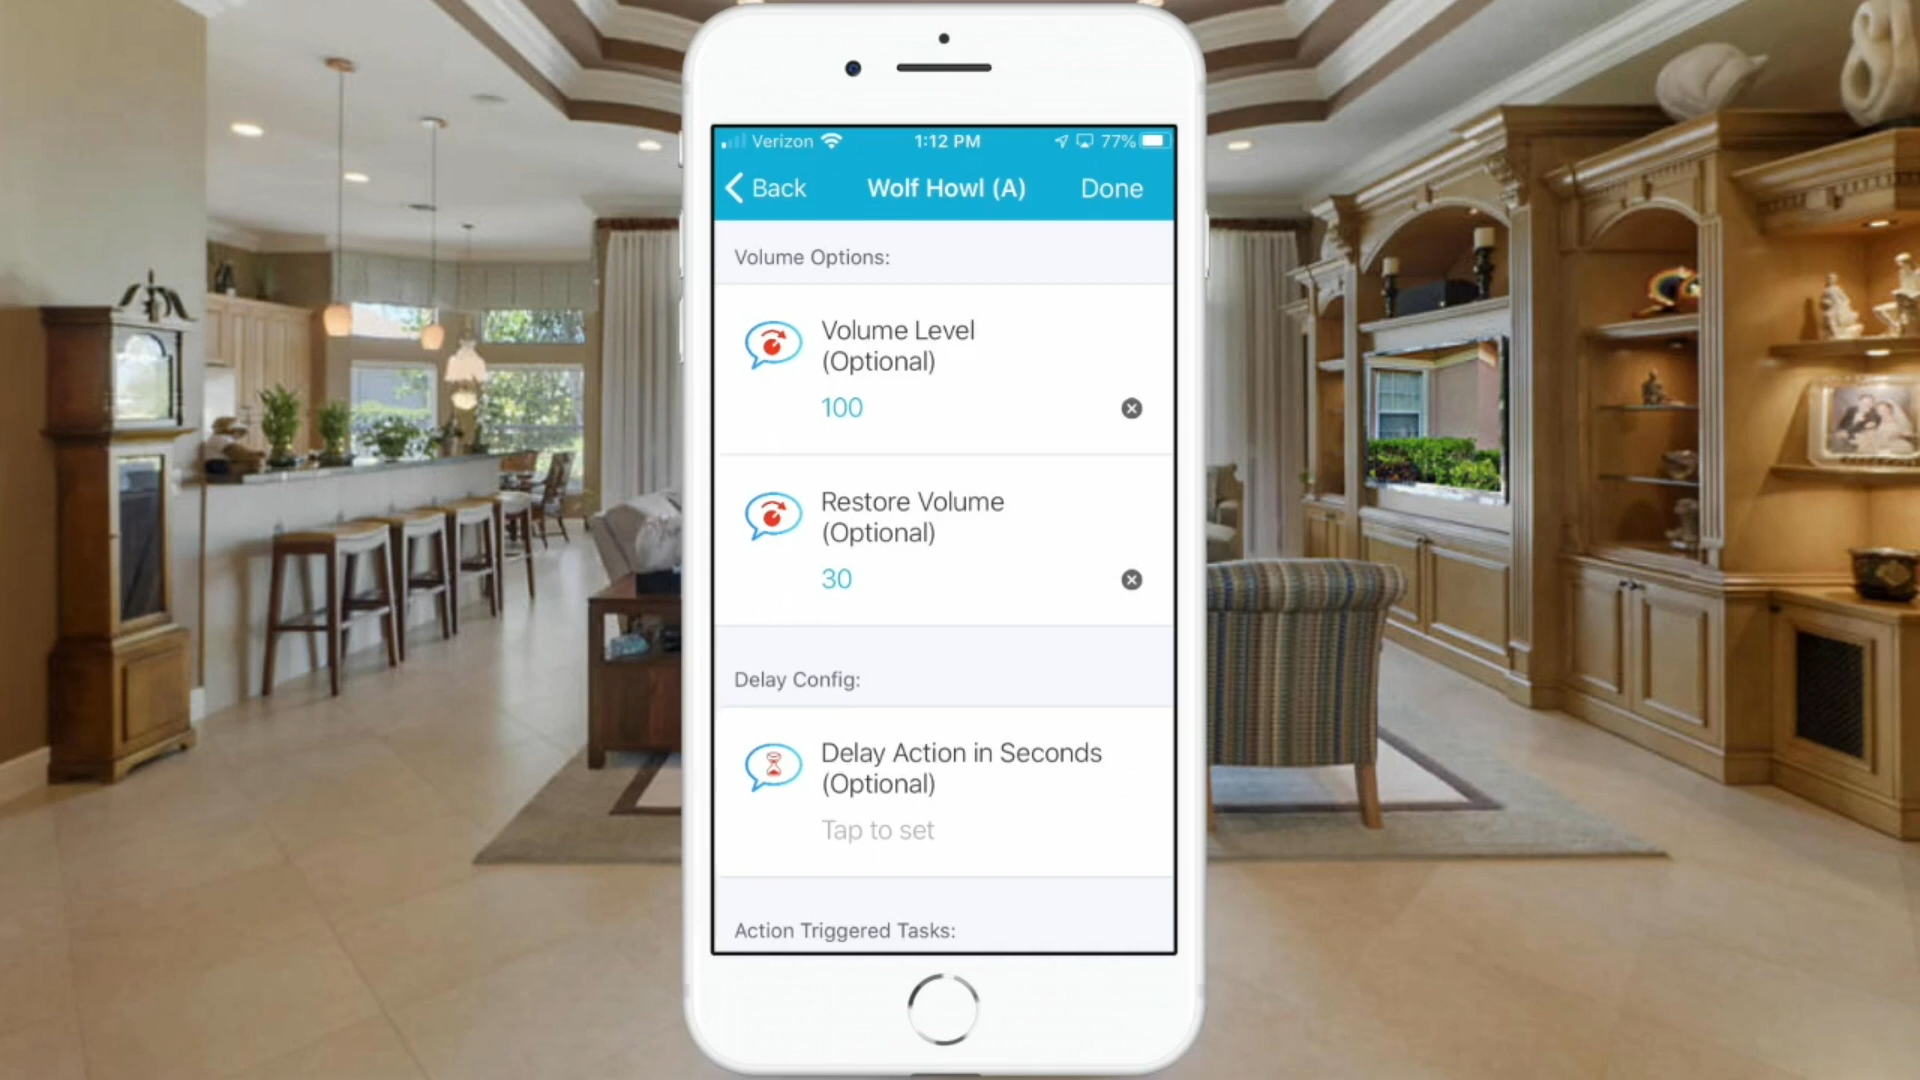 Verizon 1:12 PM 77%
Back Wolf Howl (A) Done
Volume Options:
Volume Level
(Optional)
100
Restore Volume
(Optional)
30
Delay Config:
Delay Action in Seconds
(Optional)
Tap to set
Action Triggered Tasks: